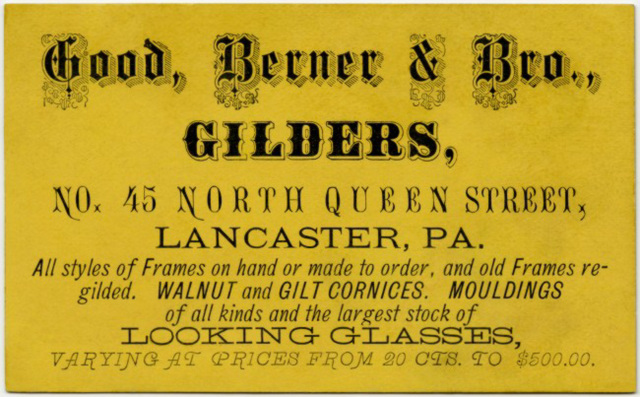 Good, Berner & Bro.,
GILDERS,
NO. 45 NORTH QUEEN STREET,
LANCASTER, PA.
All styles of Frames on hand or made to order, and old Frames re-
gilded. WALNUT and GILT CORNICES. MOULDINGS
of all kinds and the largest stock of
LOOKING GLASSES,
VARYING AT PRICES FROM 20 CTS. TO $500.00.